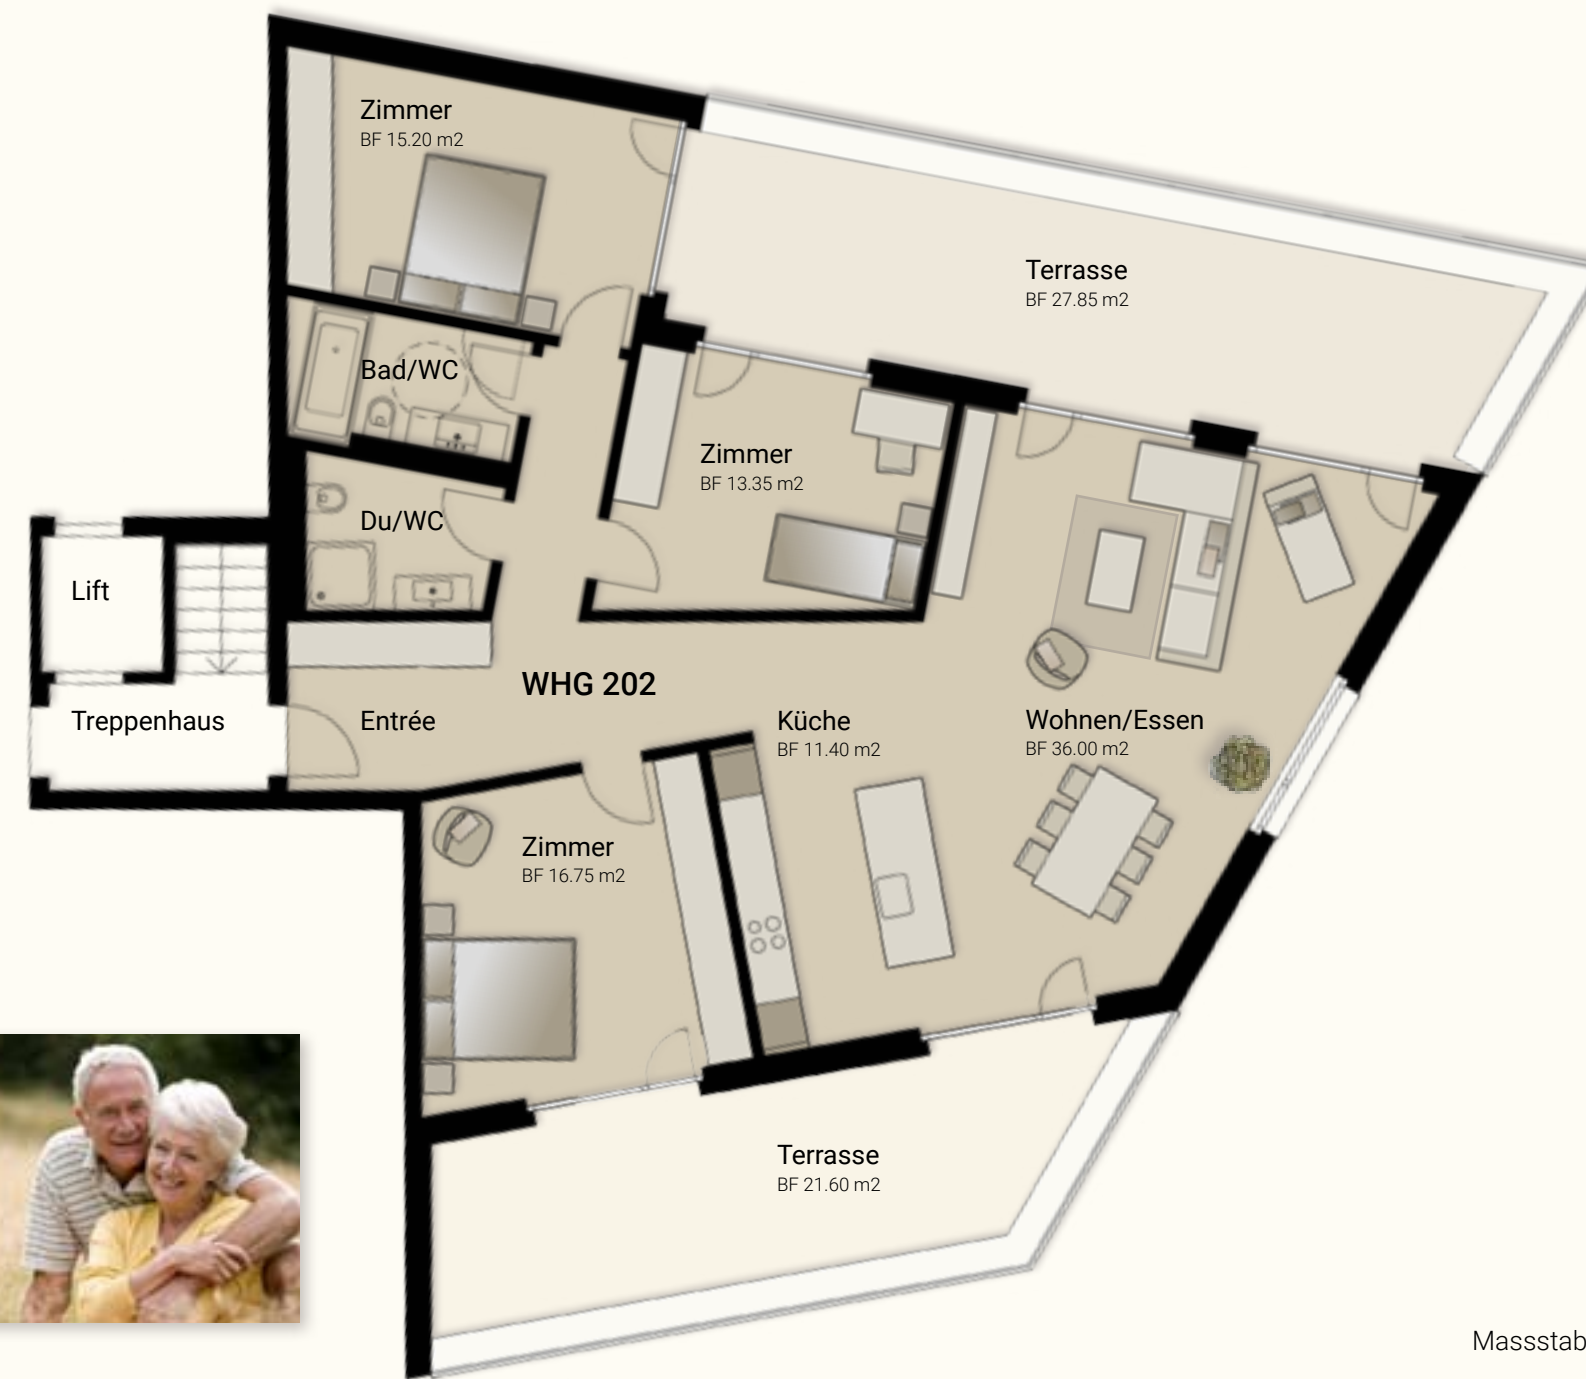 Zimmer
BF 15.20 m2
Terrasse
BF 27.85 m2
Bad/WC
Zimmer
BF 13.35 m2
Du/WC
Lift
WHG 202
Treppenhaus
Entrée
Küche
BF 11.40 m2
Wohnen/Essen
BF 36.00 m2
Zimmer
BF 16.75 m2
Terrasse
BF 21.60 m2
Massstab